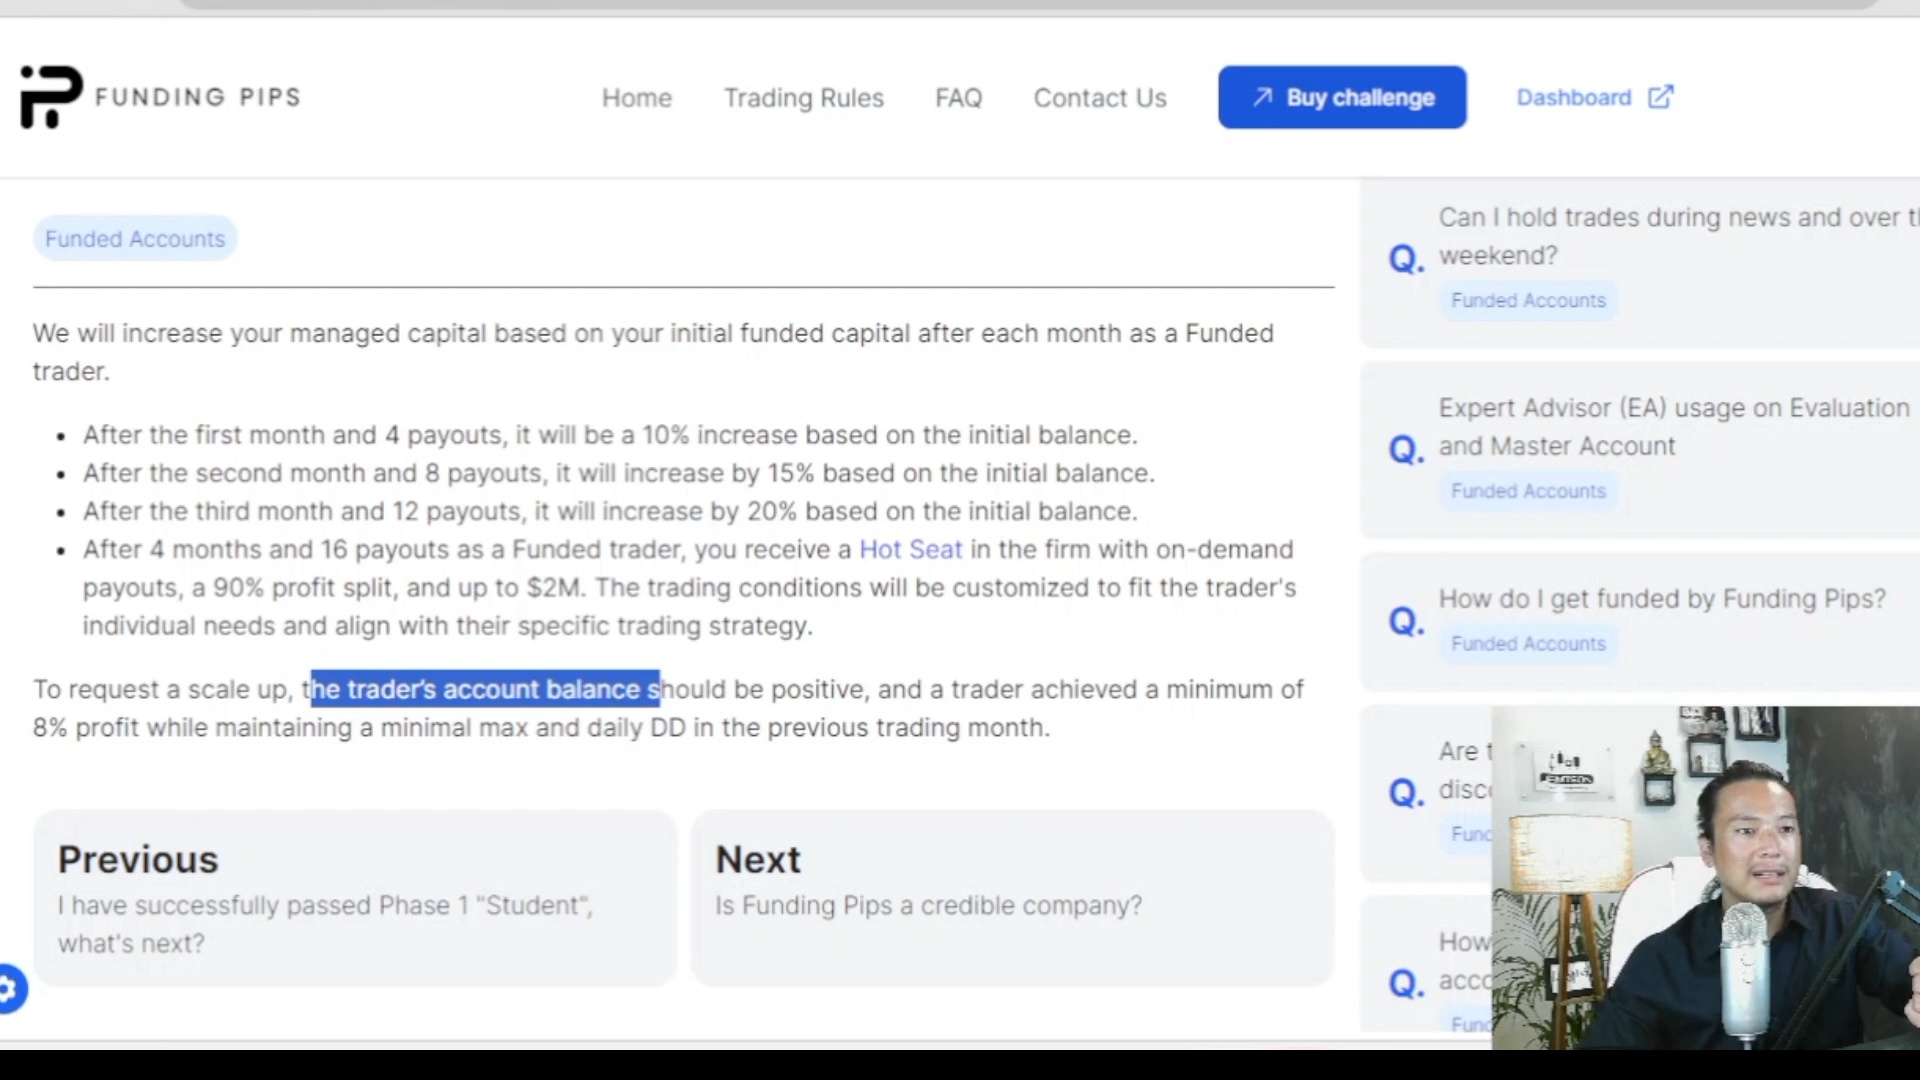 FUNDING PIPS
Home
Trading Rules
FAQ
Contact Us
Buy challenge
Dashboard
Funded Accounts
We will increase your managed capital based on your initial funded capital after each month as a Funded
trader.
• After the first month and 4 payouts, it will be a 10% increase based on the initial balance.
• After the second month and 8 payouts, it will increase by 15% based on the initial balance.
• After the third month and 12 payouts, it will increase by 20% based on the initial balance.
• After 4 months and 16 payouts as a Funded trader, you receive a Hot Seat in the firm with on-demand
payouts, a 90% profit split, and up to $2M. The trading conditions will be customized to fit the trader's
individual needs and align with their specific trading strategy.
To request a scale up, the trader’s account balance should be positive, and a trader achieved a minimum of
8% profit while maintaining a minimal max and daily DD in the previous trading month.
Previous
I have successfully passed Phase 1 "Student",
what's next?
Next
Is Funding Pips a credible company?
Q.
Can I hold trades during news and over
weekend?
Funded Accounts
Q.
Expert Advisor (EA) usage on Evaluation
and Master Account
Funded Accounts
Q.
How do I get funded by Funding Pips?
Funded Accounts
Q.
Are
Q.
How